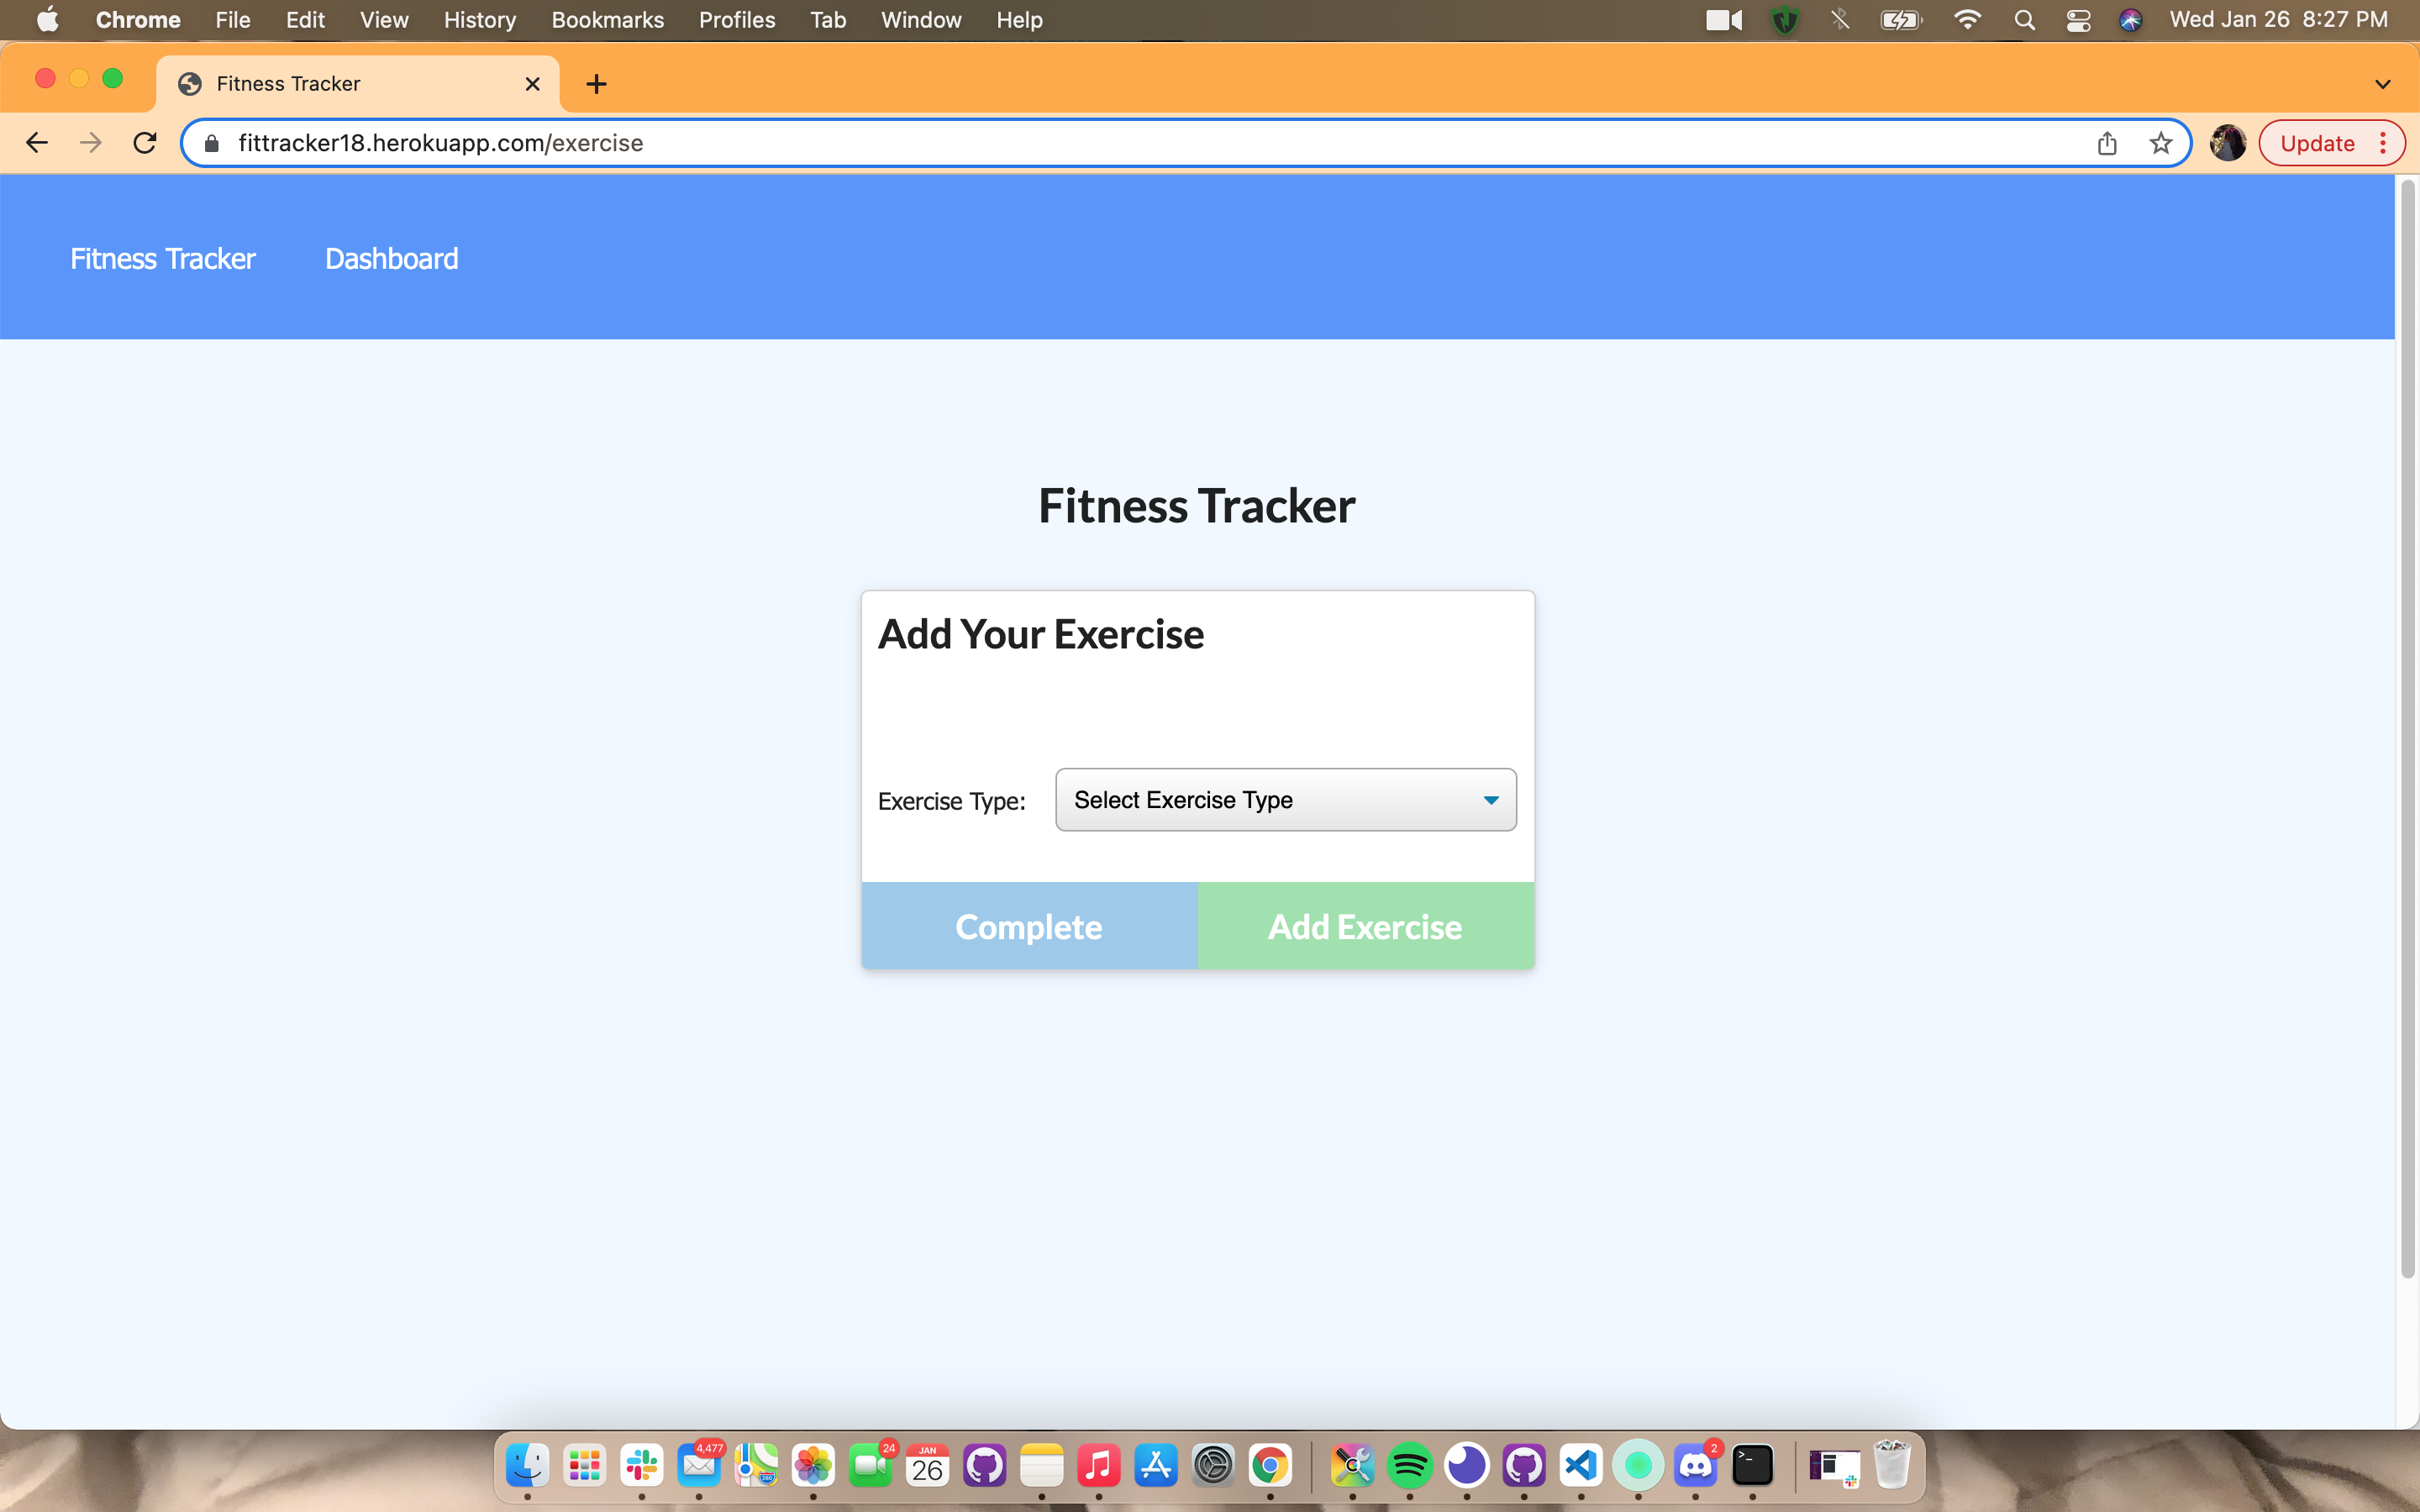 Chrome File Edit View History Bookmarks Profiles Tab Window Help Wed Jan 26 8:27 PM
Fitness Tracker
fittracker18.herokuapp.com/exercise Update
Fitness Tracker Dashboard
Fitness Tracker
Add Your Exercise
Exercise Type: Select Exercise Type
Complete Add Exercise
4,477 24 JAN 2
26
280